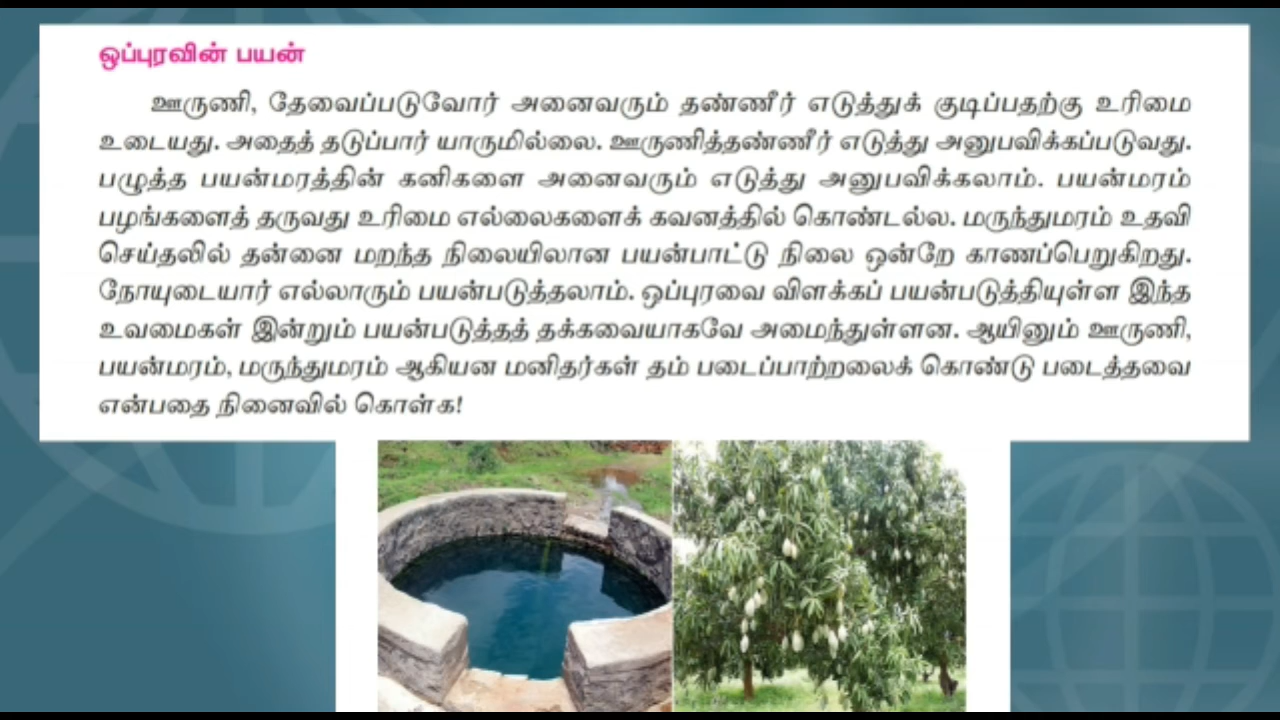 ஒப்புரவின் பயன்
ஊருணி, தேவைப்படுவோர் அனைவரும் தண்ணீர் எடுத்துக் குடிப்பதற்கு உரிமை
உடையது. அதைத் தடுப்பார் யாருமில்லை. ஊருணித்தண்ணீர் எடுத்து அனுபவிக்கப்படுவது.
பழுத்த பயன்மரத்தின் கனிகளை அனைவரும் எடுத்து அனுபவிக்கலாம். பயன்மரம்
பழங்களைத் தருவது உரிமை எல்லைகளைக் கவனத்தில் கொண்டல்ல. மருந்துமரம் உதவி
செய்தலில் தன்னை மறந்த நிலையிலான பயன்பாட்டு நிலை ஒன்றே காணப்பெறுகிறது.
நோயுடையார் எல்லாரும் பயன்படுத்தலாம். ஒப்புரவை விளக்கப் பயன்படுத்தியுள்ள இந்த
உவமைகள் இன்றும் பயன்படுத்தத் தக்கவையாகவே அமைந்துள்ளன. ஆயினும் ஊருணி,
பயன்மரம், மருந்துமரம் ஆகியன மனிதர்கள் தம் படைப்பாற்றலைக் கொண்டு படைத்தவை
என்பதை நினைவில் கொள்க!